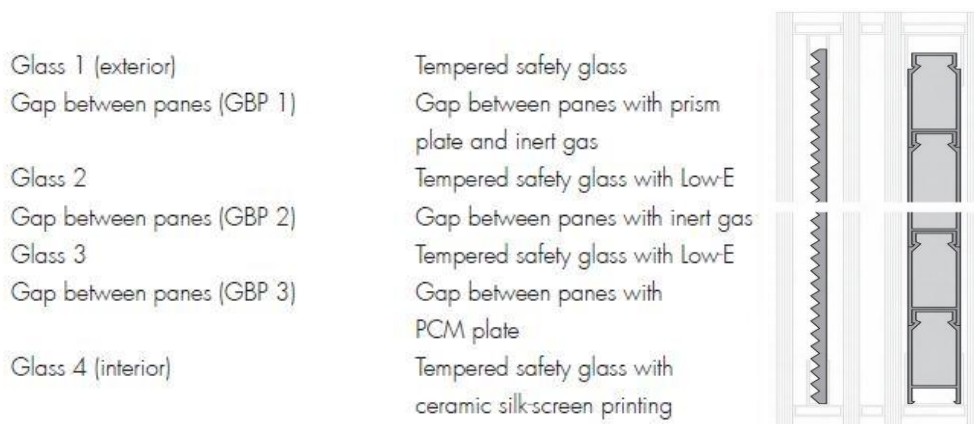 Glass 1 (exterior) Tempered safety glass
Gap between panes (GBP 1) Gap between panes with prism
plate and inert gas
Glass 2 Tempered safety glass with Low-E
Gap between panes (GBP 2) Gap between panes with inert gas
Glass 3 Tempered safety glass with Low-E
Gap between panes (GBP 3) Gap between panes with
PCM plate
Glass 4 (interior) Tempered safety glass with
ceramic silk-screen printing